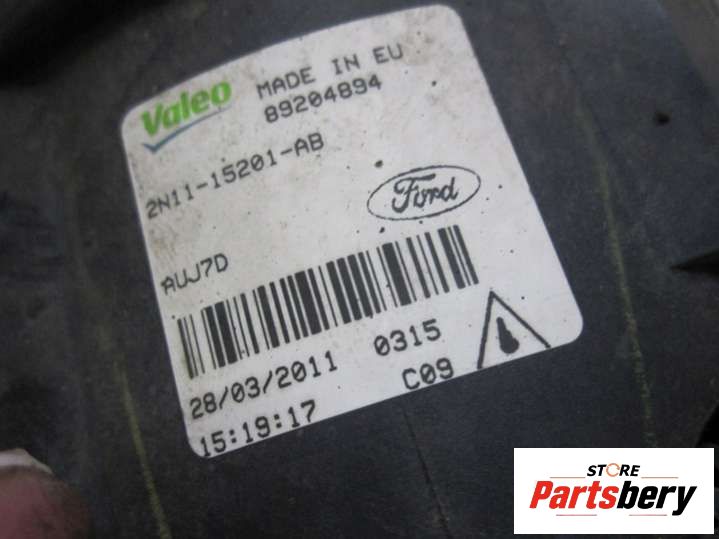 Valeo MADE IN EU
89204894
2N11-15201-AB
Ford
AUJ7D
28/03/2011 0315
15:19:17 C09
STORE
Partsbery